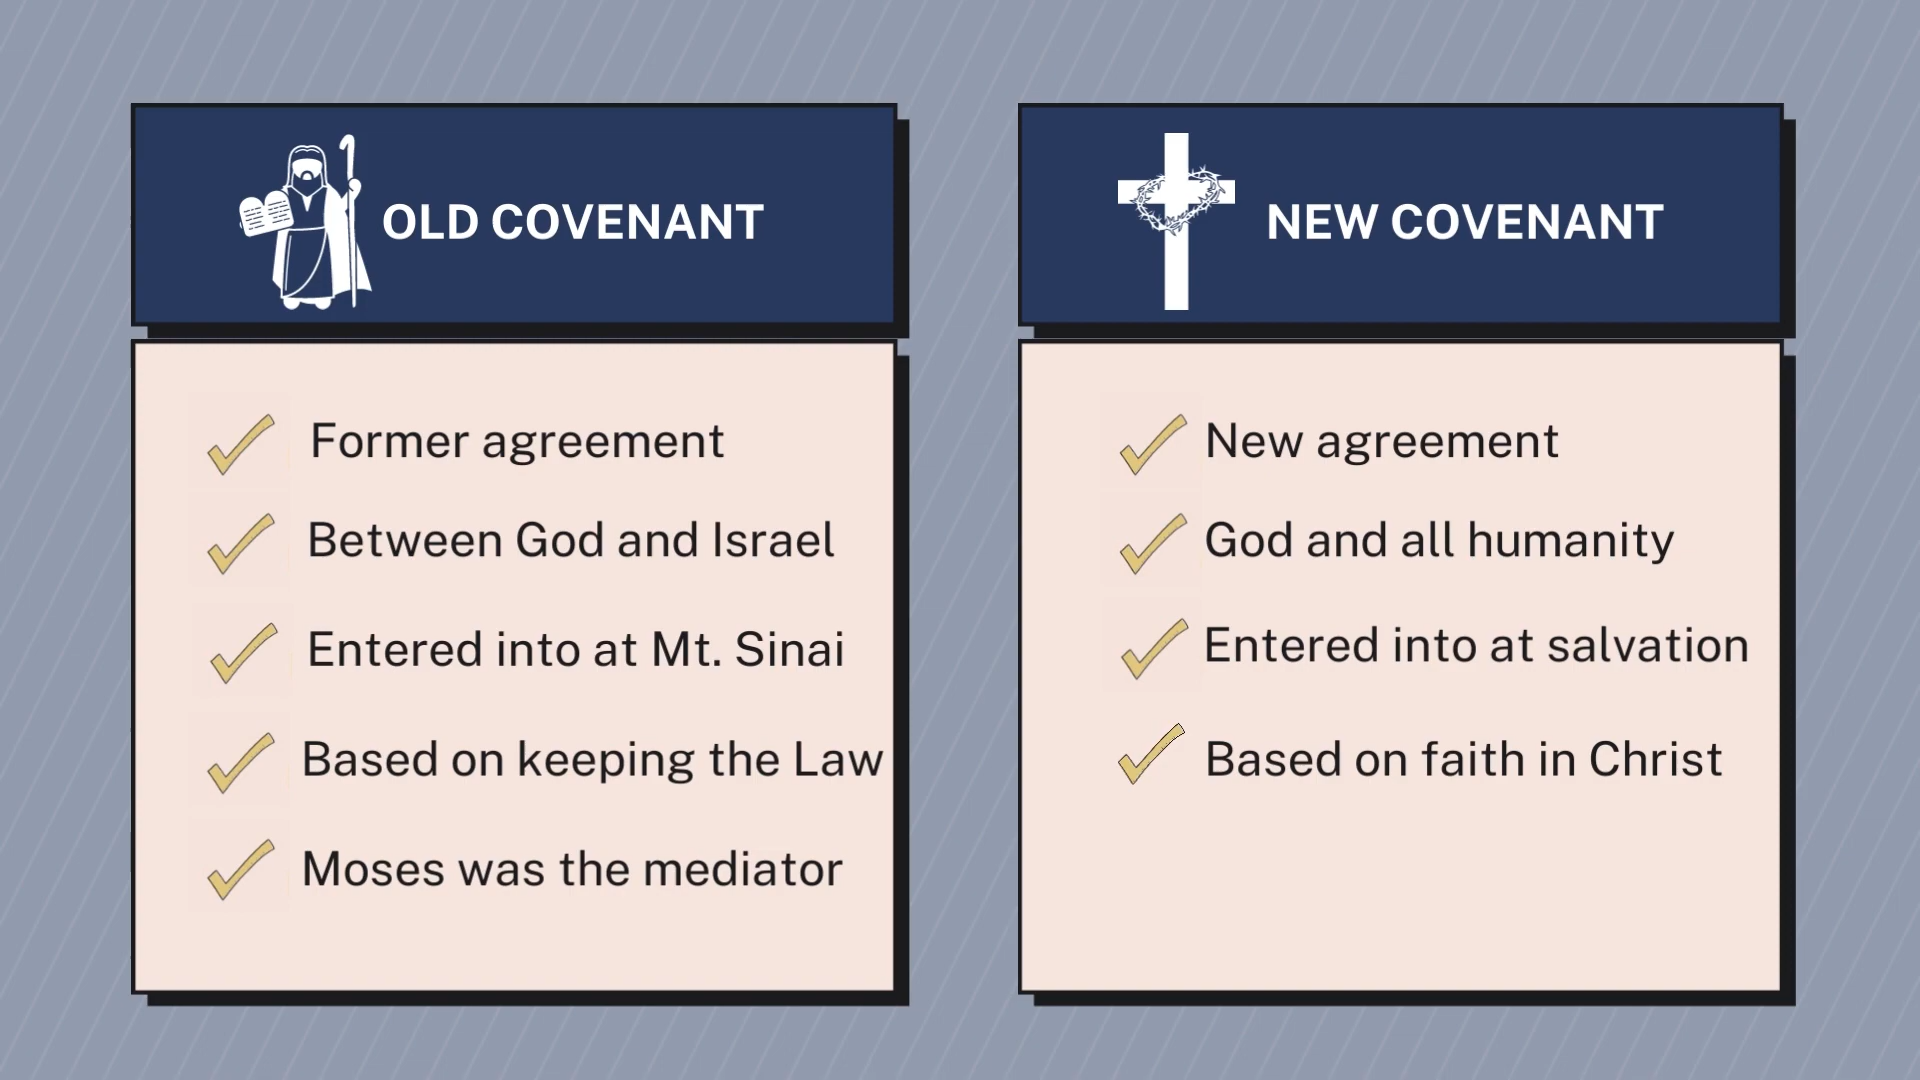 OLD COVENANT
Former agreement
Between God and Israel
Entered into at Mt. Sinai
Based on keeping the Law
Moses was the mediator
NEW COVENANT
New agreement
God and all humanity
Entered into at salvation
Based on faith in Christ